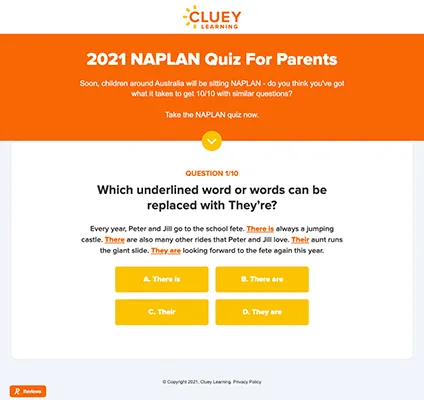 CLUEY
LEARNING
2021 NAPLAN Quiz For Parents
Soon, children around Australia will be sitting NAPLAN - do you think you've got
what it takes to get 10/10 with similar questions?
Take the NAPLAN quiz now.
QUESTION 1/10
Which underlined word or words can be
replaced with They're?
Every year, Peter and Jill go to the school fete. There is always a jumping
castle. There are also many other rides that Peter and Jill love. Their aunt runs
the giant slide. They are looking forward to the fete again this year.
A. There is
B. There are
C. Their
D. They are
© Copyright 2021, Cluey Learning. Privacy Policy
Reviews